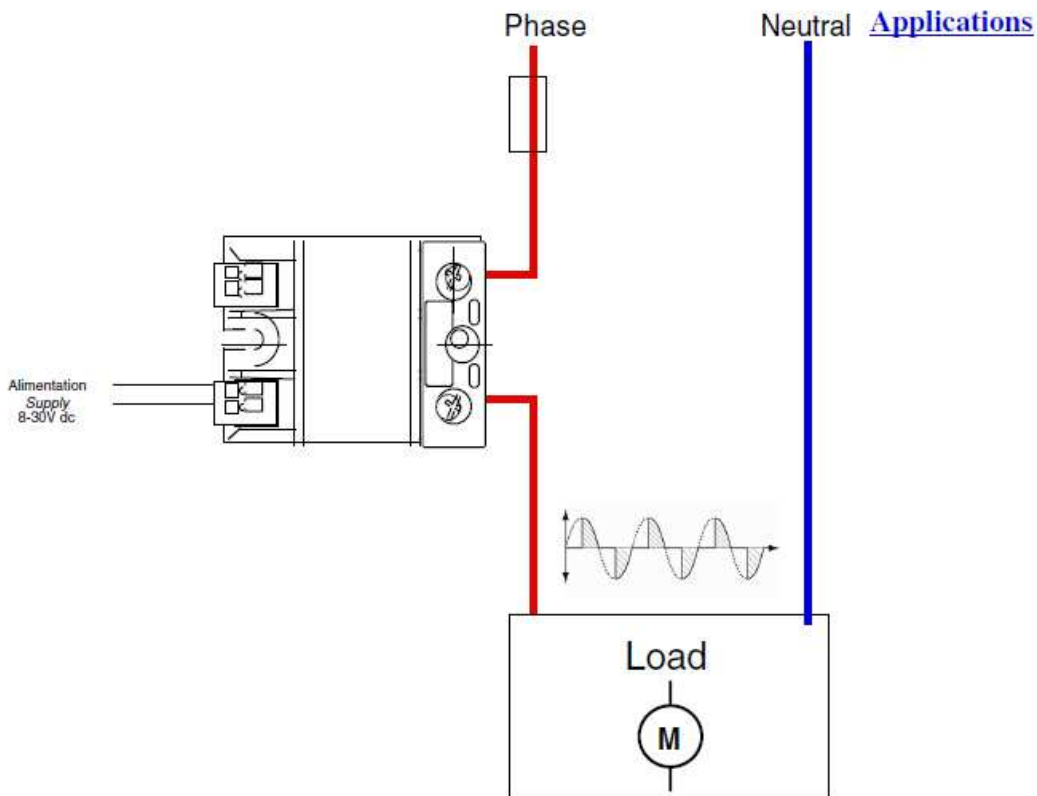 Phase
Neutral
Applications
Alimentation
Supply
8-30V dc
Load
M